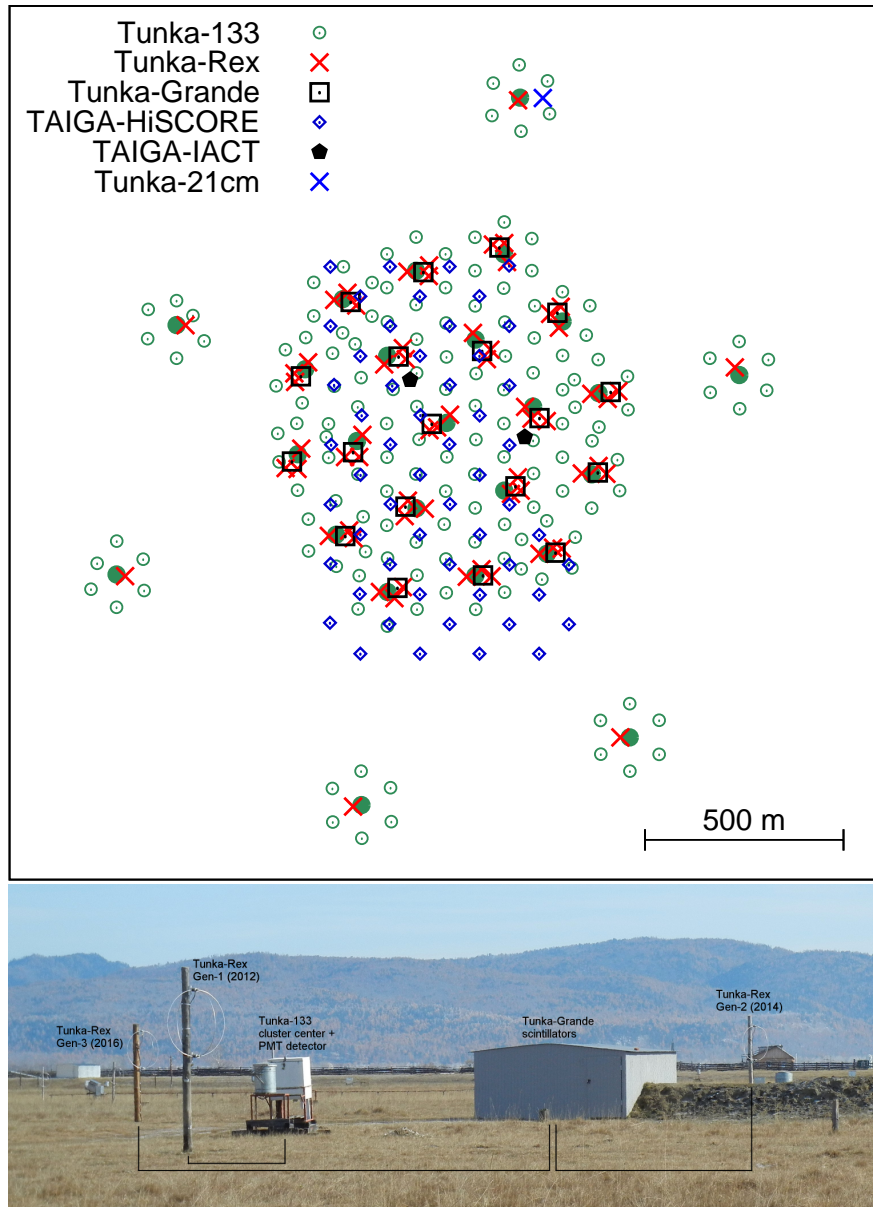 Tunka-133
Tunka-Rex
Tunka-Grande
TAIGA-HiSCORE
TAIGA-IACT
Tunka-21cm
500 m
Tunka-Rex
Gen-1 (2012)
Tunka-Rex
Gen-3 (2016)
Tunka-133
cluster center +
PMT detector
Tunka-Grande
scintillators
Tunka-Rex
Gen-2 (2014)